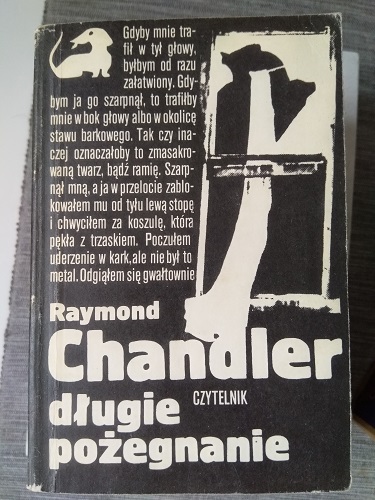 Gdyby mnie tra-
fił w tył głowy,
byłbym od razu
załatwiony. Gdy-
bym ja go szarpnął, to trafiłby
mnie w bok głowy albo w okolicę
stawu barkowego. Tak czy ina-
czej oznaczałoby to zmasakro-
waną twarz, bądź ramię. Szarp-
nął mną, a ja w przelocie zablo-
kowałem mu od tyłu lewą stopę
i chwyciłem za koszulę, która
pękła z trzaskiem. Poczułem
uderzenie w kark, ale nie był to
metal. Odgiąłem się gwałtownie
Raymond
Chandler
CZYTELNIK
długie
pożegnanie